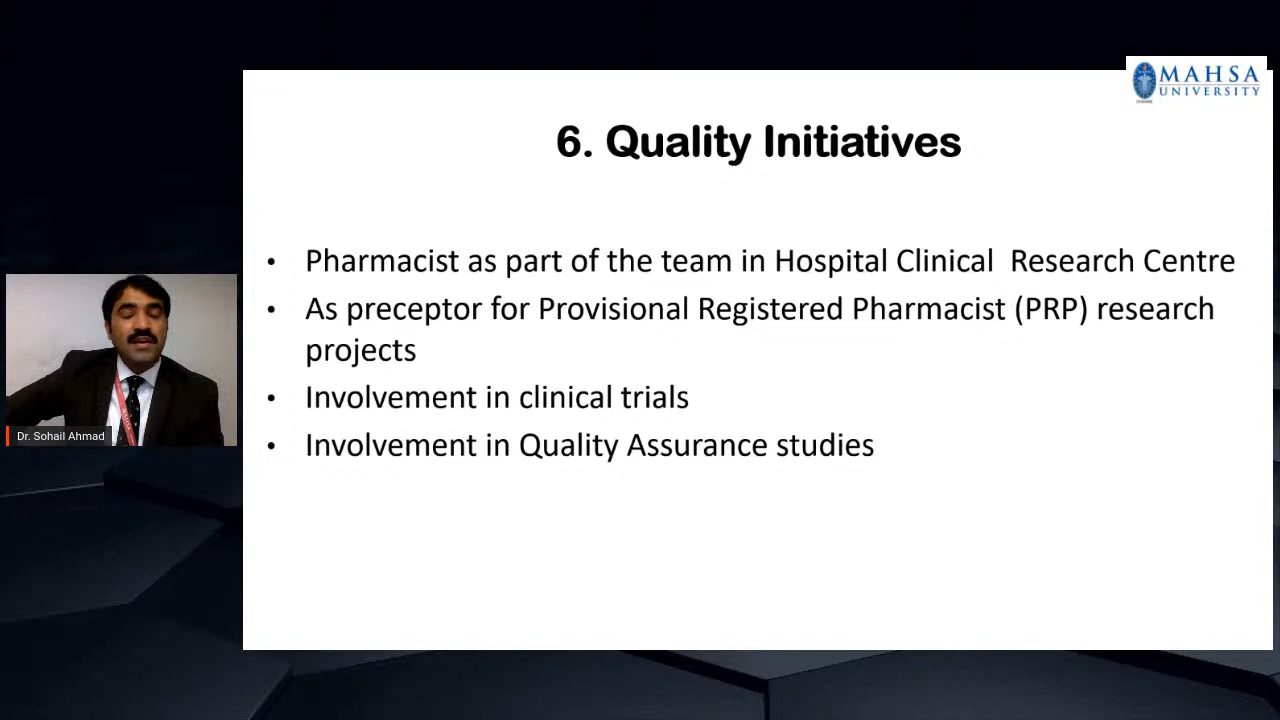 MAHSA
UNIVERSITY
6. Quality Initiatives
• Pharmacist as part of the team in Hospital Clinical  Research Centre
• As preceptor for Provisional Registered Pharmacist (PRP) research
projects
• Involvement in clinical trials
• Involvement in Quality Assurance studies
Dr. Sohail Ahmad